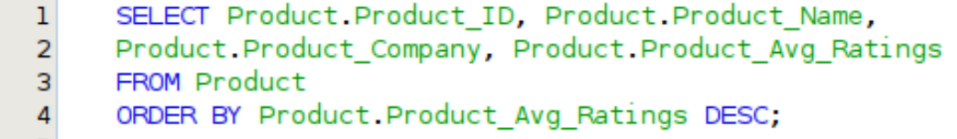 1 SELECT Product.Product_ID, Product.Product_Name,
2 Product.Product_Company, Product.Product_Avg_Ratings
3 FROM Product
4 ORDER BY Product.Product_Avg_Ratings DESC;